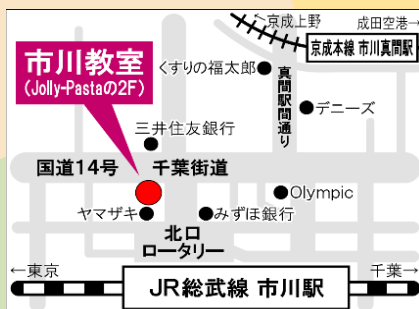 ←京成上野
成田空港→
京成本線 市川真間駅
市川教室
(Jolly-Pastaの2F)
くすりの福太郎
真間駅間通り
デニーズ
三井住友銀行
国道14号 千葉街道
Olympic
ヤマザキ
みずほ銀行
北口
ロータリー
←東京
千葉→
JR総武線 市川駅